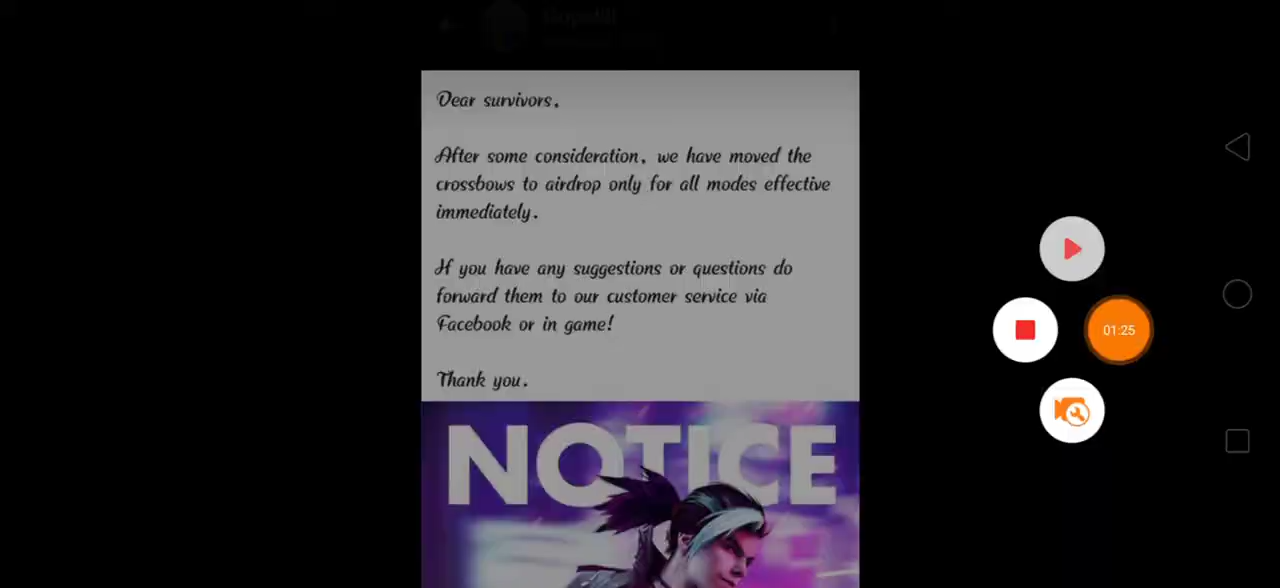 Dear survivors,
After some consideration, we have moved the
crossbows to airdrop only for all modes effective
immediately.
If you have any suggestions or questions do
forward them to our customer service via
Facebook or in game!
Thank you.
NOTICE
01:25